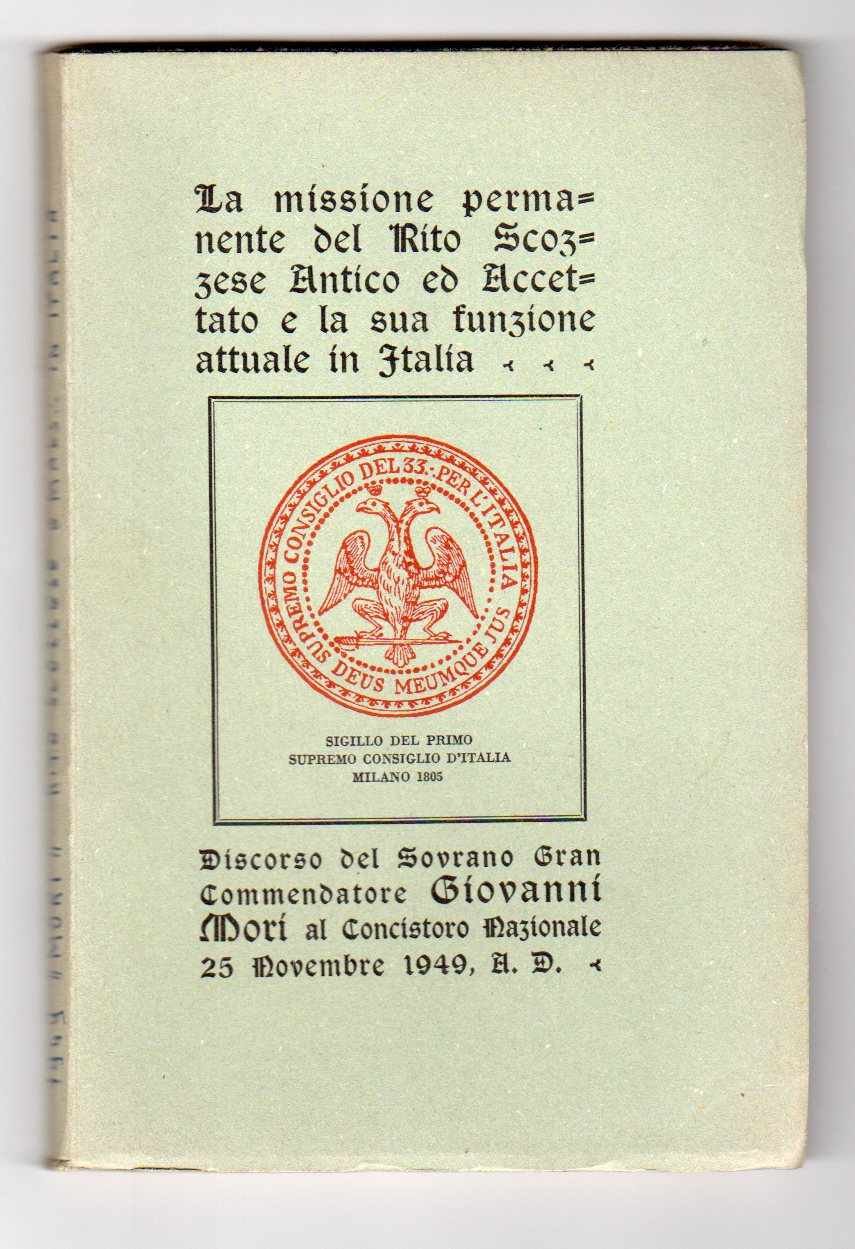 La missione perma=
nente del Rito Scoz=
zese Antico ed Accet=
tato e la sua funzione
attuale in Italia
SUPREMO CONSIGLIO DEL 33.·. PER L'ITALIA
DEUS MEUMQUE JUS
SIGILLO DEL PRIMO
SUPREMO CONSIGLIO D'ITALIA
MILANO 1805
Discorso del Sovrano Gran
Commendatore Giovanni
Mori al Concistoro Nazionale
25 Novembre 1949, A. D.